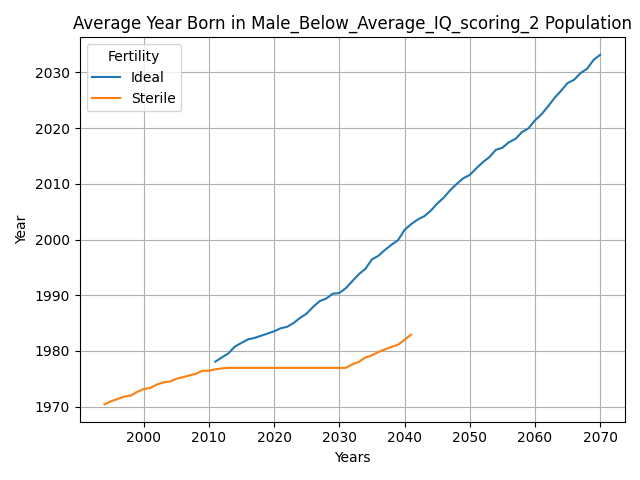 Average Year Born in Male_Below_Average_IQ_scoring_2 Population
Fertility
Ideal
Sterile
Year
2030
2020
2010
2000
1990
1980
1970
2000
2010
2020
2030
2040
2050
2060
2070
Years